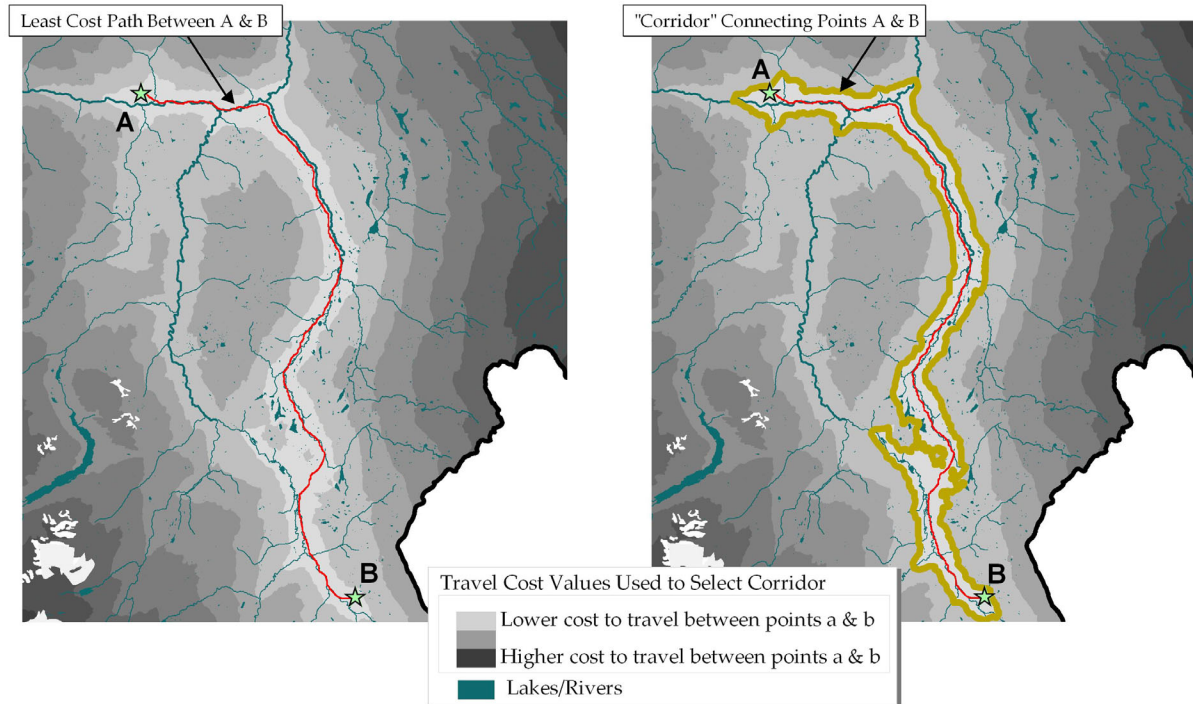 Least Cost Path Between A & B
"Corridor" Connecting Points A & B
A
A
B
B
Travel Cost Values Used to Select Corridor
Lower cost to travel between points a & b
Higher cost to travel between points a & b
Lakes/Rivers